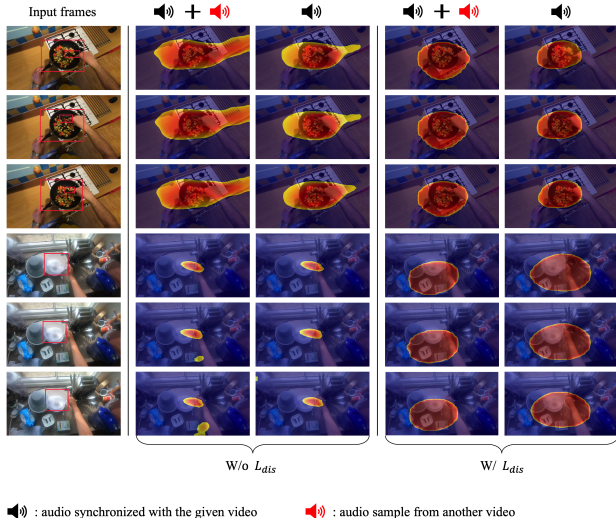 Input frames
+
+
W/o L_dis
W/ L_dis
: audio synchronized with the given video
: audio sample from another video